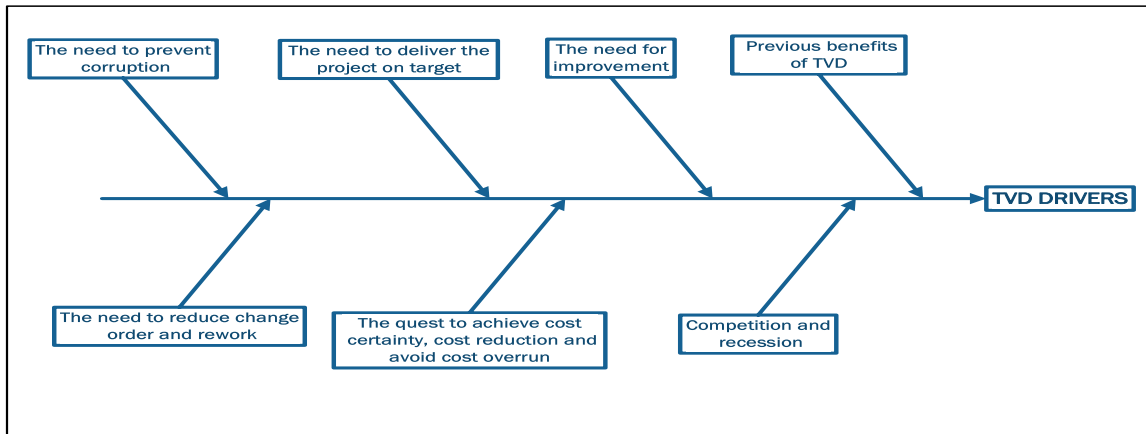 The need to prevent
corruption
The need to deliver the
project on target
The need for
improvement
Previous benefits
of TVD
TVD DRIVERS
The need to reduce change
order and rework
The quest to achieve cost
certainty, cost reduction and
avoid cost overrun
Competition and
recession